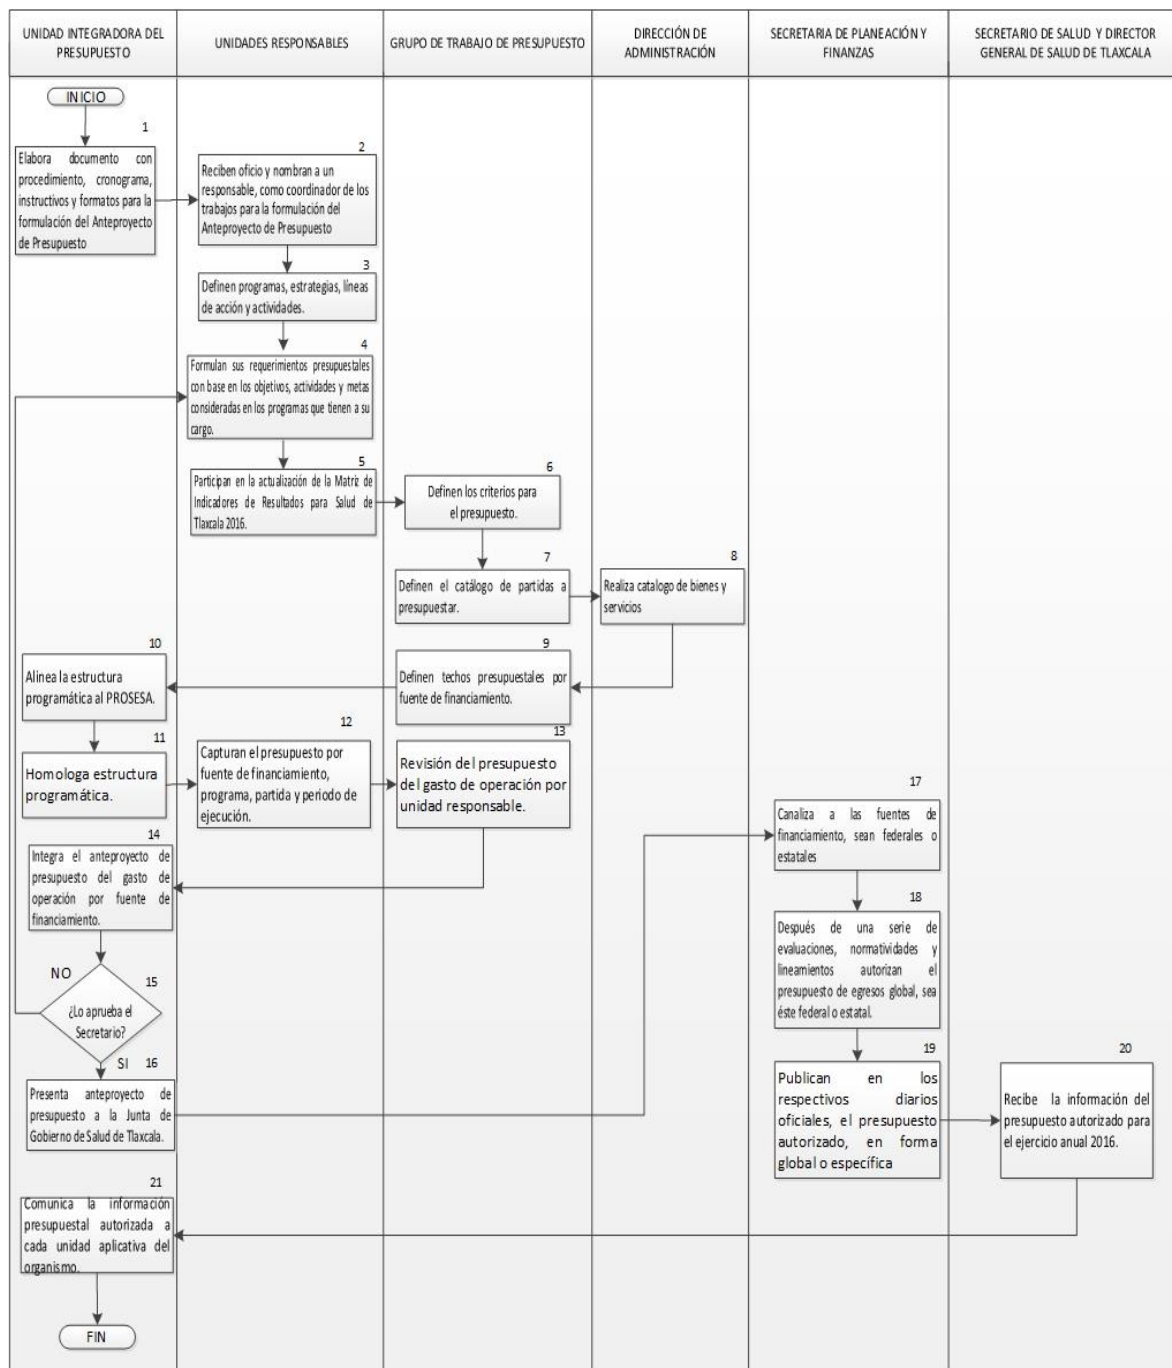 UNIDAD INTEGRADORA DEL
PRESUPUESTO
UNIDADES RESPONSABLES
GRUPO DE TRABAJO DE PRESUPUESTO
DIRECCIÓN DE
ADMINISTRACIÓN
SECRETARIA DE PLANEACIÓN Y
FINANZAS
SECRETARIO DE SALUD Y DIRECTOR
GENERAL DE SALUD DE TLAXCALA
INICIO
1
Elabora documento con
procedimiento, cronograma,
instructivos y formatos para la
formulación del Anteproyecto
de Presupuesto
2
Reciben oficio y nombran a un
responsable, como coordinador de los
trabajos para la formulación del
Anteproyecto de Presupuesto
3
Definen programas, estrategias, líneas
de acción y actividades.
4
Formulan sus requerimientos presupuestales
con base en los objetivos, actividades y metas
consideradas en los programas que tienen a su
cargo.
5
Participan en la actualización de la Matriz de
Indicadores de Resultados para Salud de
Tlaxcala 2016.
6
Definen los criterios para
el presupuesto.
7
Definen el catálogo de partidas a
presupuestar.
8
Realiza catalogo de bienes y
servicios
9
Definen techos presupuestales por
fuente de financiamiento.
10
Alinea la estructura
programática al PROSESA.
11
Homologa estructura
programática.
12
Capturan el presupuesto por
fuente de financiamiento,
programa, partida y periodo de
ejecución.
13
Revisión del presupuesto
del gasto de operación por
unidad responsable.
14
Integra el anteproyecto de
presupuesto del gasto de
operación por fuente de
financiamiento.
NO
15
¿Lo aprueba el
Secretario?
SI
16
Presenta anteproyecto de
presupuesto a la Junta de
Gobierno de Salud de Tlaxcala.
17
Canaliza a las fuentes de
financiamiento, sean federales o
estatales
18
Después de una serie de
evaluaciones, normatividades y
lineamientos autorizan el
presupuesto de egresos global, sea
éste federal o estatal.
19
Publican en los
respectivos diarios
oficiales, el presupuesto
autorizado, en forma
global o específica
20
Recibe la información del
presupuesto autorizado para
el ejercicio anual 2016.
21
Comunica la información
presupuestal autorizada a
cada unidad aplicativa del
organismo.
FIN